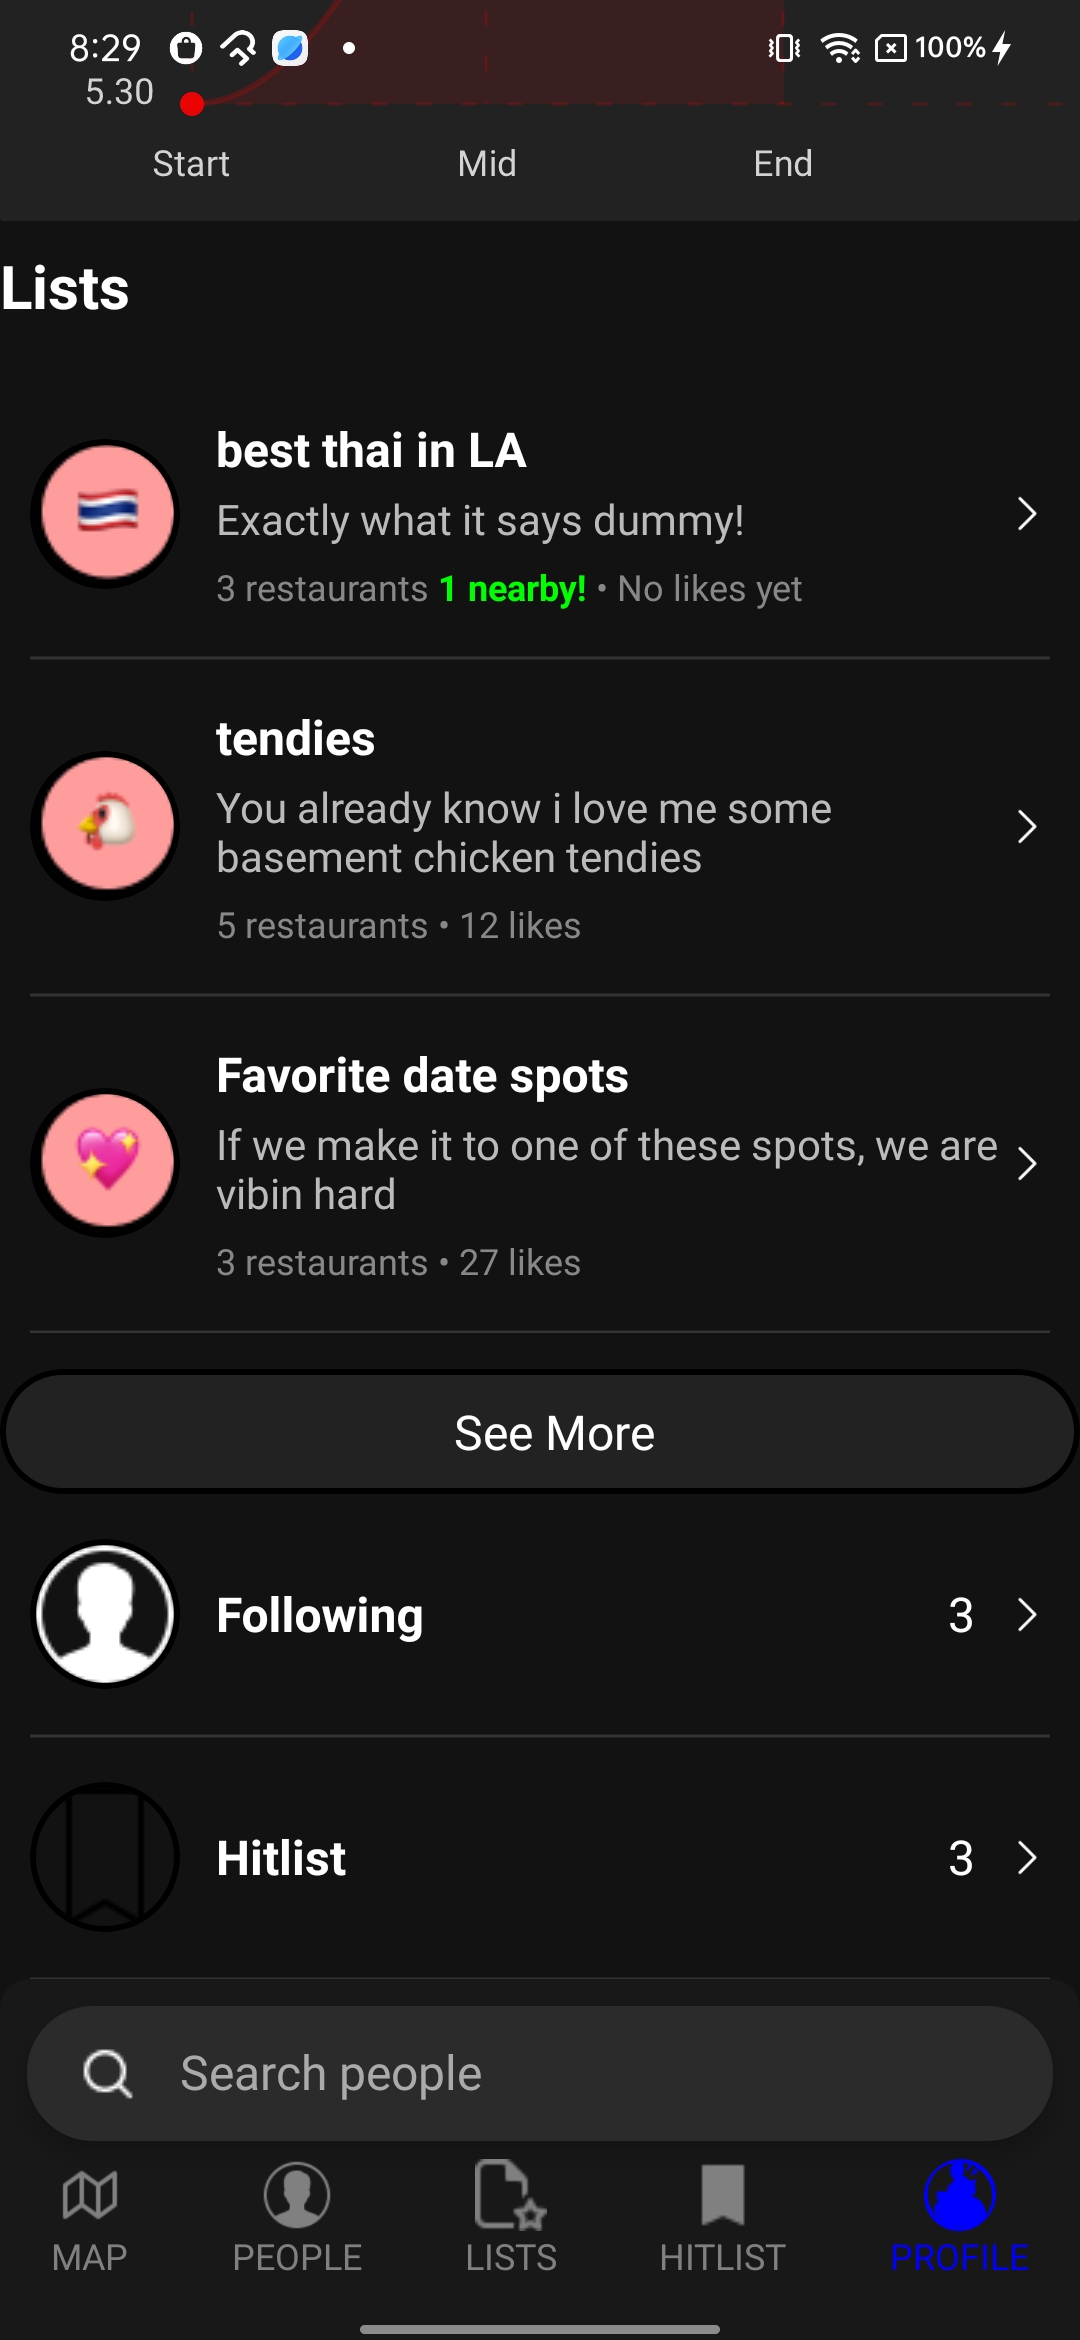 8:29
100%
5.30
Start Mid End
Lists
best thai in LA
Exactly what it says dummy!
3 restaurants 1 nearby! • No likes yet
tendies
You already know i love me some
basement chicken tendies
5 restaurants • 12 likes
Favorite date spots
If we make it to one of these spots, we are
vibin hard
3 restaurants • 27 likes
See More
Following 3
Hitlist 3
Search people
MAP PEOPLE LISTS HITLIST PROFILE